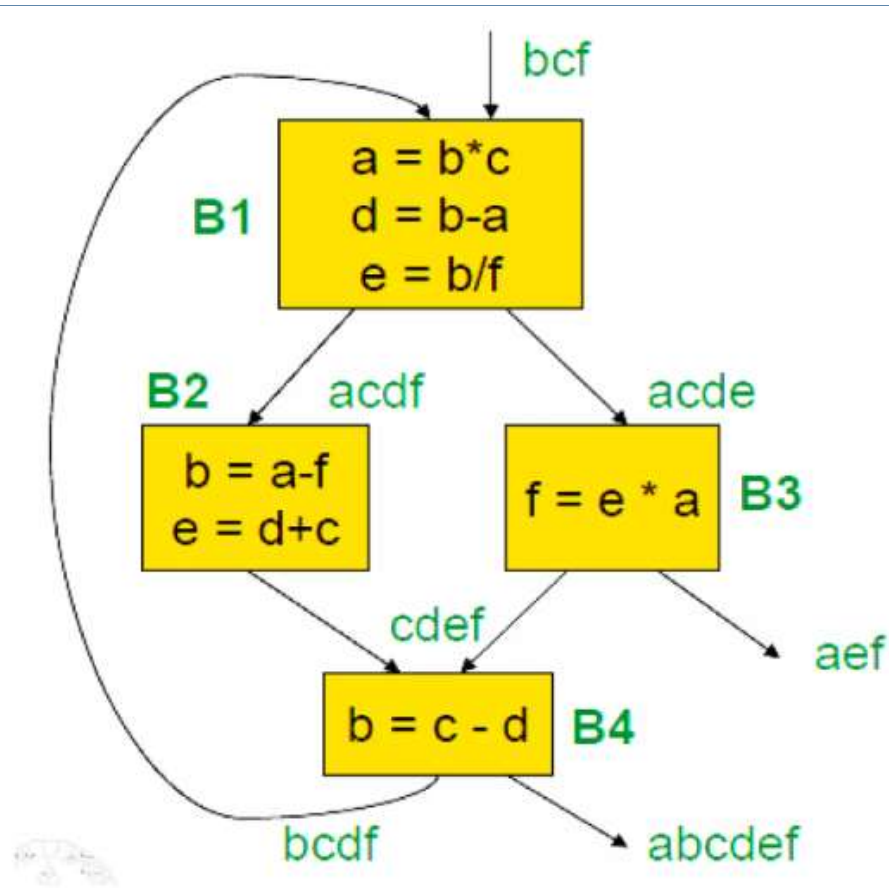 bcf
B1
a = b*c
d = b-a
e = b/f
B2
acdf
acde
b = a-f
e = d+c
f = e * a
B3
cdef
aef
b = c - d
B4
bcdf
abcdef